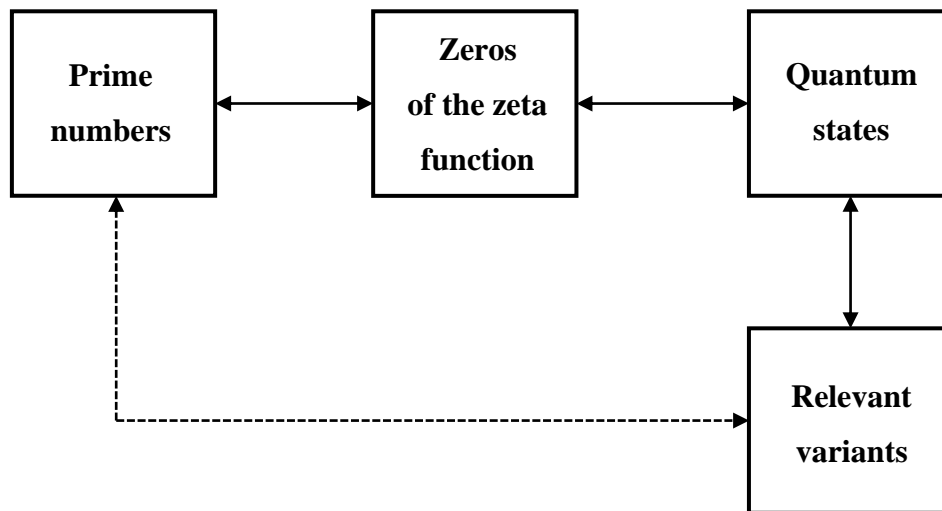 Prime
numbers
Zeros
of the zeta
function
Quantum
states
Relevant
variants